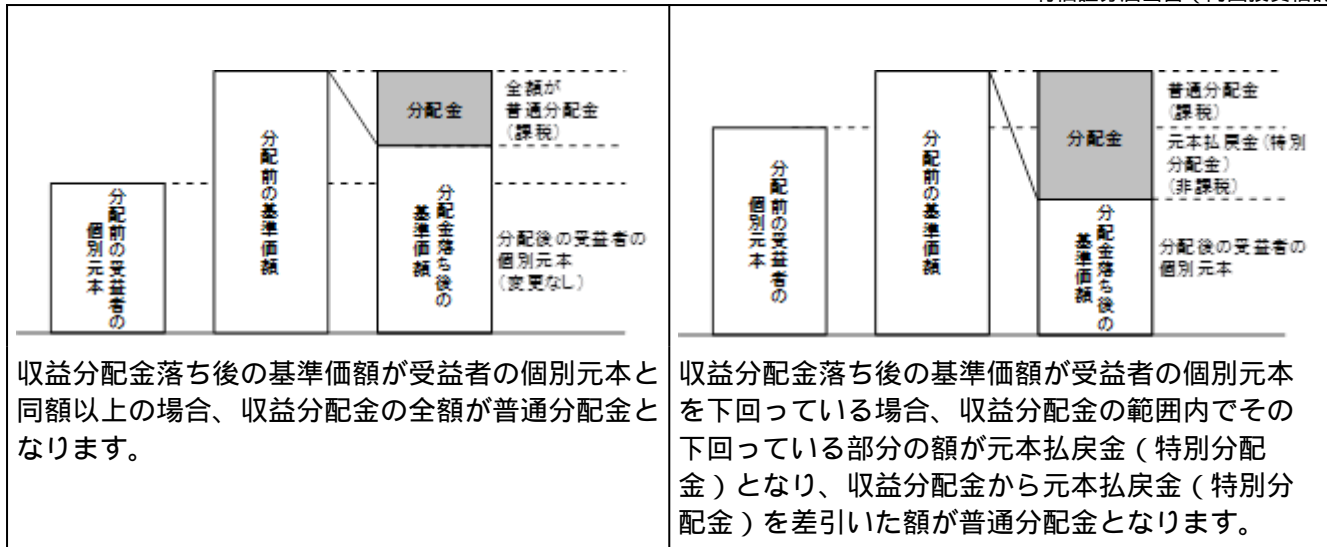 全額が
普通分配金
(課税)
分配金
分配前の受益者の
個別元本
分配前の基準価額
分配金落ち後の
基準価額
分配後の受益者の
個別元本
(変更なし)
収益分配金落ち後の基準価額が受益者の個別元本と
同額以上の場合、収益分配金の全額が普通分配金と
なります。
普通分配金
(課税)
元本払戻金(特別
分配金)
(非課税)
分配金
分配前の受益者の
個別元本
分配前の基準価額
分配金落ち後の
基準価額
分配後の受益者の
個別元本
収益分配金落ち後の基準価額が受益者の個別元本
を下回っている場合、収益分配金の範囲内でその
下回っている部分の額が元本払戻金(特別分配
金)となり、収益分配金から元本払戻金(特別分
配金)を差引いた額が普通分配金となります。